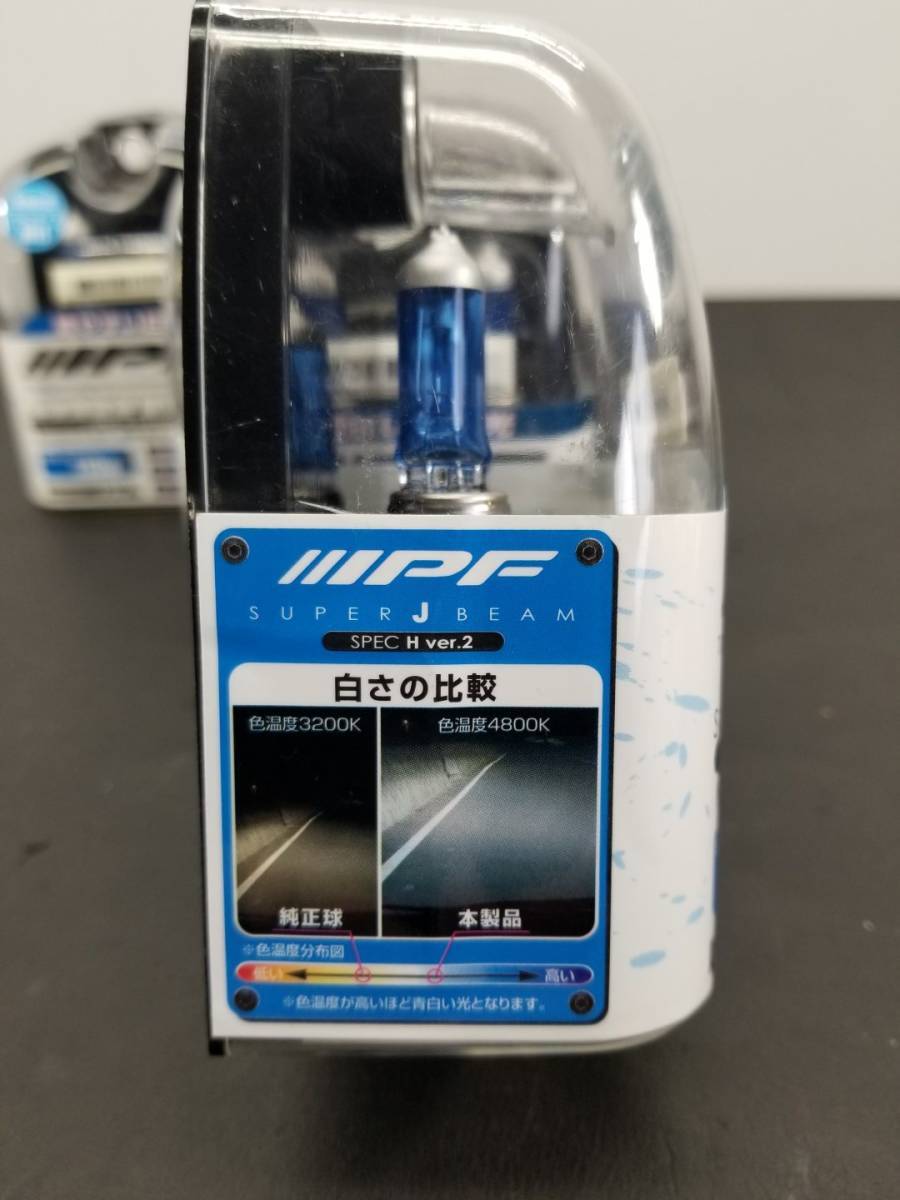 IPF
SUPER J BEAM
SPEC H ver.2
白さの比較
色温度3200K
色温度4800K
純正球
本製品
※色温度分布図
低い
高い
※色温度が高いほど青白い光となります。